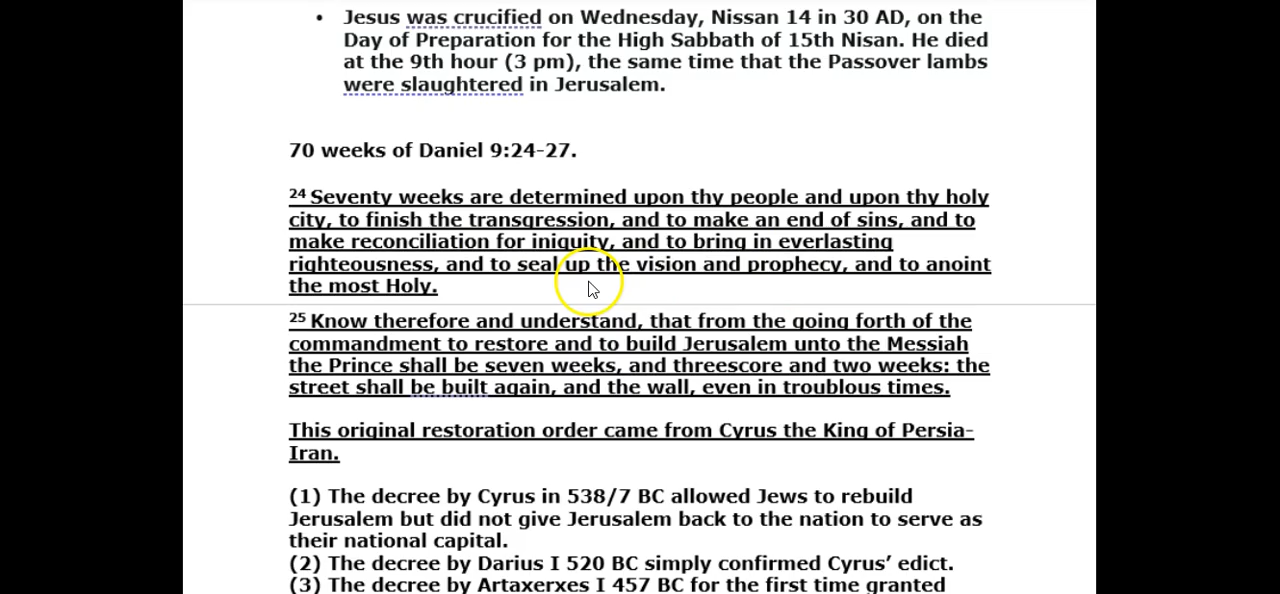 • Jesus was crucified on Wednesday, Nissan 14 in 30 AD, on the
Day of Preparation for the High Sabbath of 15th Nisan. He died
at the 9th hour (3 pm), the same time that the Passover lambs
were slaughtered in Jerusalem.
70 weeks of Daniel 9:24-27.
24 Seventy weeks are determined upon thy people and upon thy holy
city, to finish the transgression, and to make an end of sins, and to
make reconciliation for iniquity, and to bring in everlasting
righteousness, and to seal up the vision and prophecy, and to anoint
the most Holy.
25 Know therefore and understand, that from the going forth of the
commandment to restore and to build Jerusalem unto the Messiah
the Prince shall be seven weeks, and threescore and two weeks: the
street shall be built again, and the wall, even in troublous times.
This original restoration order came from Cyrus the King of Persia-
Iran.
(1) The decree by Cyrus in 538/7 BC allowed Jews to rebuild
Jerusalem but did not give Jerusalem back to the nation to serve as
their national capital.
(2) The decree by Darius I 520 BC simply confirmed Cyrus’ edict.
(3) The decree by Artaxerxes I 457 BC for the first time granted